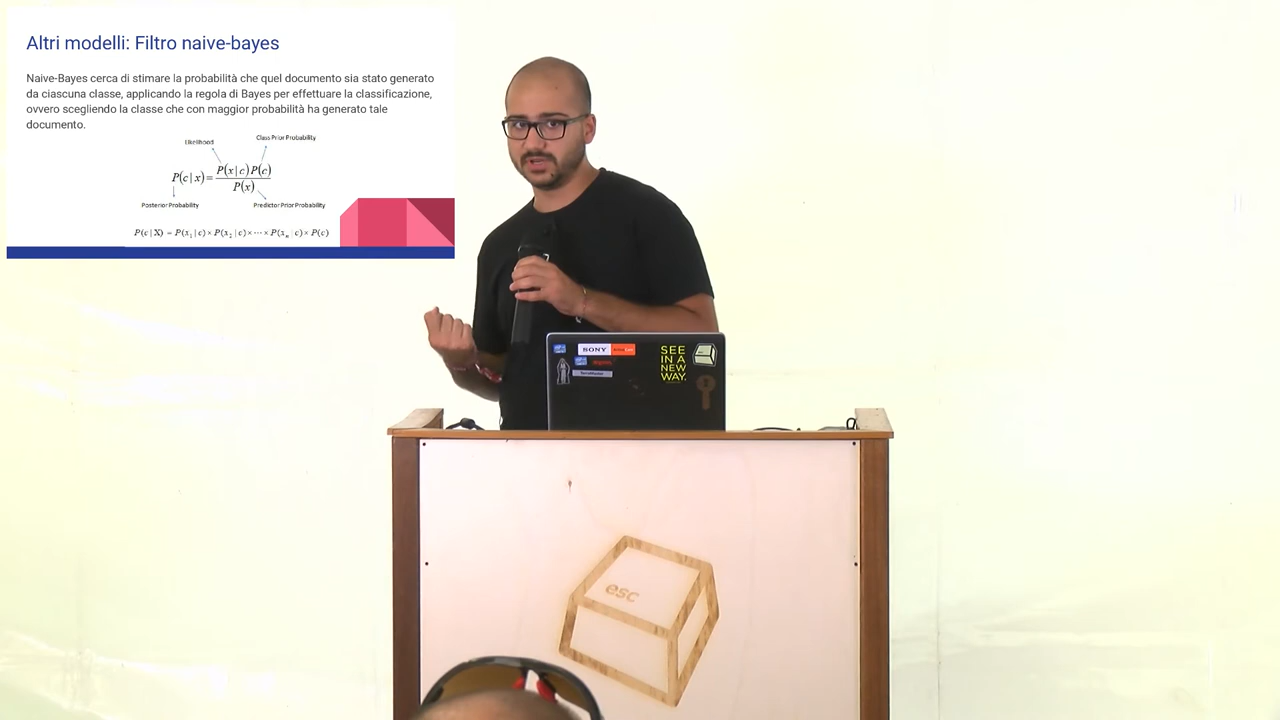 Altri modelli: Filtro naive-bayes
Naive-Bayes cerca di stimare la probabilità che quel documento sia stato generato
da ciascuna classe, applicando la regola di Bayes per effettuare la classificazione,
ovvero scegliendo la classe che con maggior probabilità ha generato tale
documento.
Likelihood
Class Prior Probability
P(c|x) = P(x|c)P(c) / P(x)
Posterior Probability
Predictor Prior Probability
P(c|X) = P(x₁|c) × P(x₂|c) × ⋯ × P(xₙ|c) × P(c)
SONY
SEE
IN A
NEW
WAY.
esc